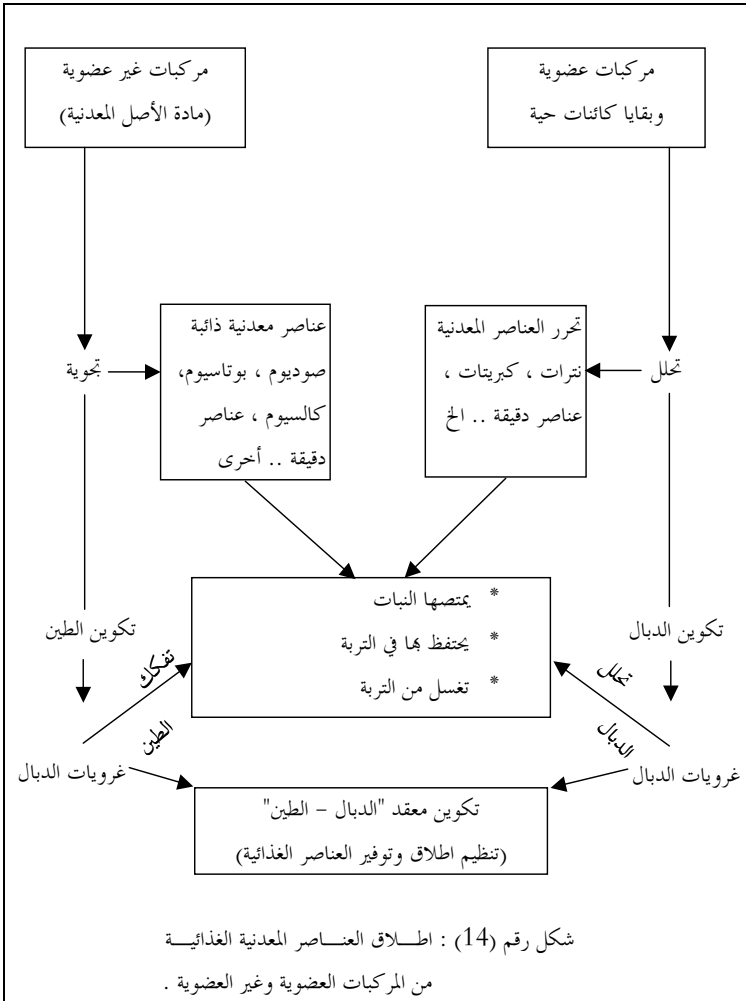 مركبات عضوية
وبقايا كائنات حية
مركبات غير عضوية
(مادة الأصل المعدنية)
تحرر العناصر المعدنية
نترات ، كبريتات ،
عناصر دقيقة .. الخ
عناصر معدنية ذائبة
صوديوم ، بوتاسيوم،
كالسيوم ، عناصر
دقيقة .. أخرى
تحلل
تجوية
* يمتصها النبات
* يحتفظ بها في التربة
* تغسل من التربة
تكوين الدبال
تكوين الطين
تحلل
الدبال
تفكك
الطين
غرويات الدبال
غرويات الدبال
تكوين معقد "الدبال – الطين"
(تنظيم اطلاق وتوفير العناصر الغذائية)
شكل رقم (14) : اطــلاق العنــاصر المعدنية الغذائيــة
من المركبات العضوية وغير العضوية .